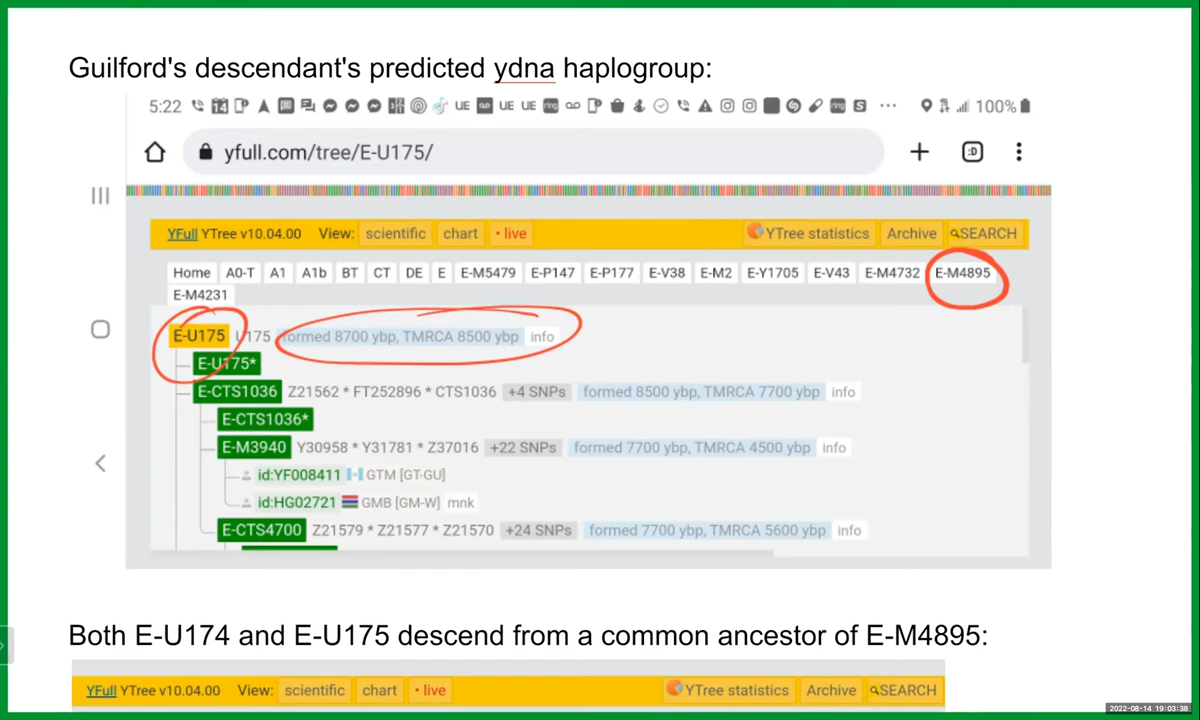 Guilford's descendant's predicted ydna haplogroup:
5:22 UE UE UE 100%
yfull.com/tree/E-U175/ + :D
YFull YTree v10.04.00 View: scientific chart • live YTree statistics Archive SEARCH
Home A0-T A1 A1b BT CT DE E E-M5479 E-P147 E-P177 E-V38 E-M2 E-Y1705 E-V43 E-M4732 E-M4895
E-M4231
E-U175 U175 formed 8700 ybp, TMRCA 8500 ybp info
E-U175*
E-CTS1036 Z21562 * FT252896 * CTS1036 +4 SNPs formed 8500 ybp, TMRCA 7700 ybp info
E-CTS1036*
E-M3940 Y30958 * Y31781 * Z37016 +22 SNPs formed 7700 ybp, TMRCA 4500 ybp info
id:YF008411 GTM [GT-GU]
id:HG02721 GMB [GM-W] mnk
E-CTS4700 Z21579 * Z21577 * Z21570 +24 SNPs formed 7700 ybp, TMRCA 5600 ybp info
Both E-U174 and E-U175 descend from a common ancestor of E-M4895:
YFull YTree v10.04.00 View: scientific chart • live YTree statistics Archive SEARCH
2022-08-14 19:03:38